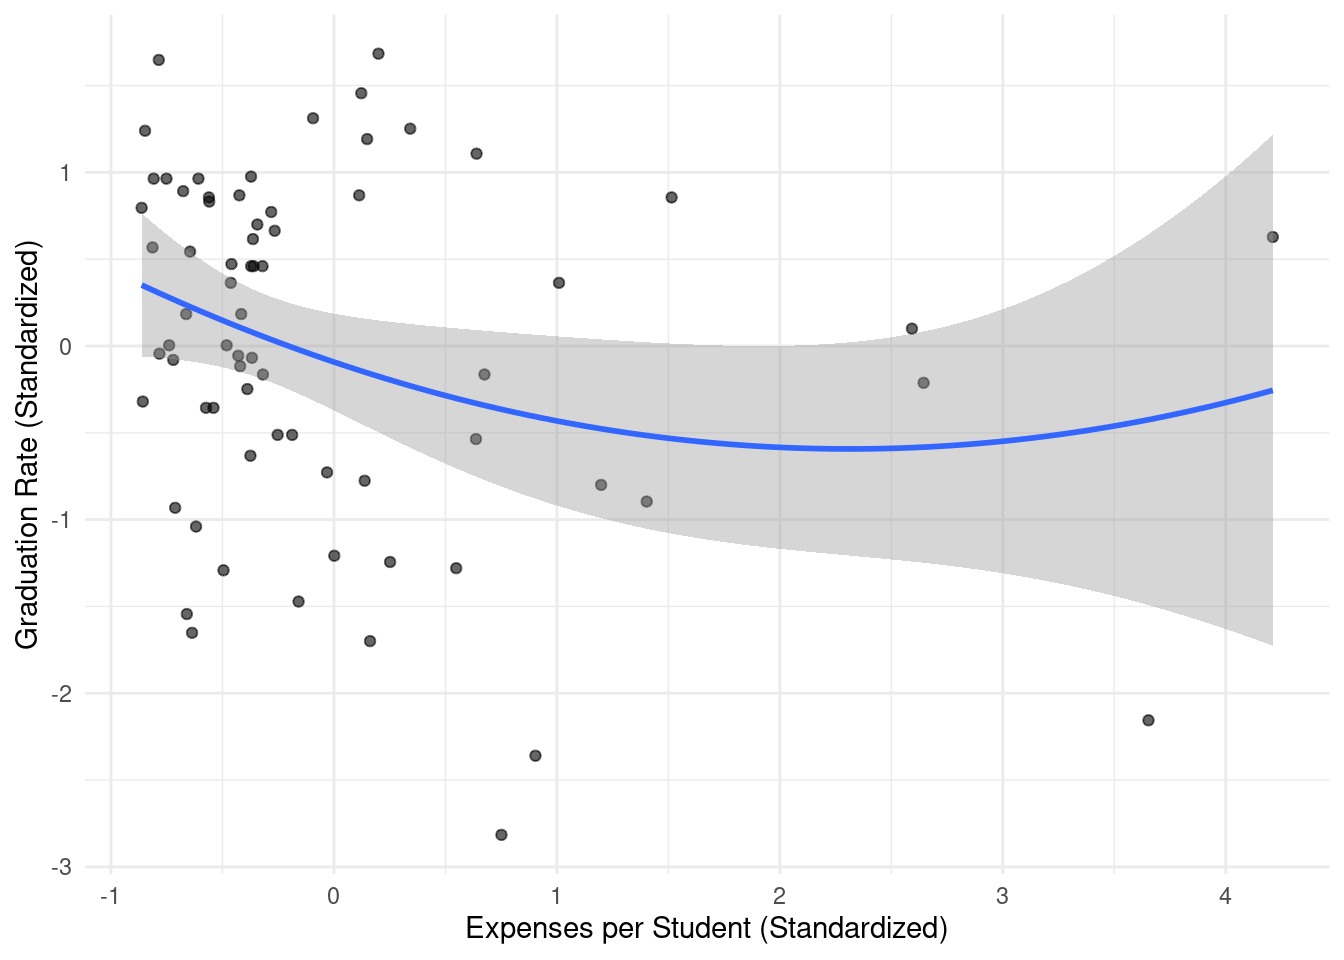 1
0
-1
-2
-3
Graduation Rate (Standardized)
-1 0 1 2 3 4
Expenses per Student (Standardized)